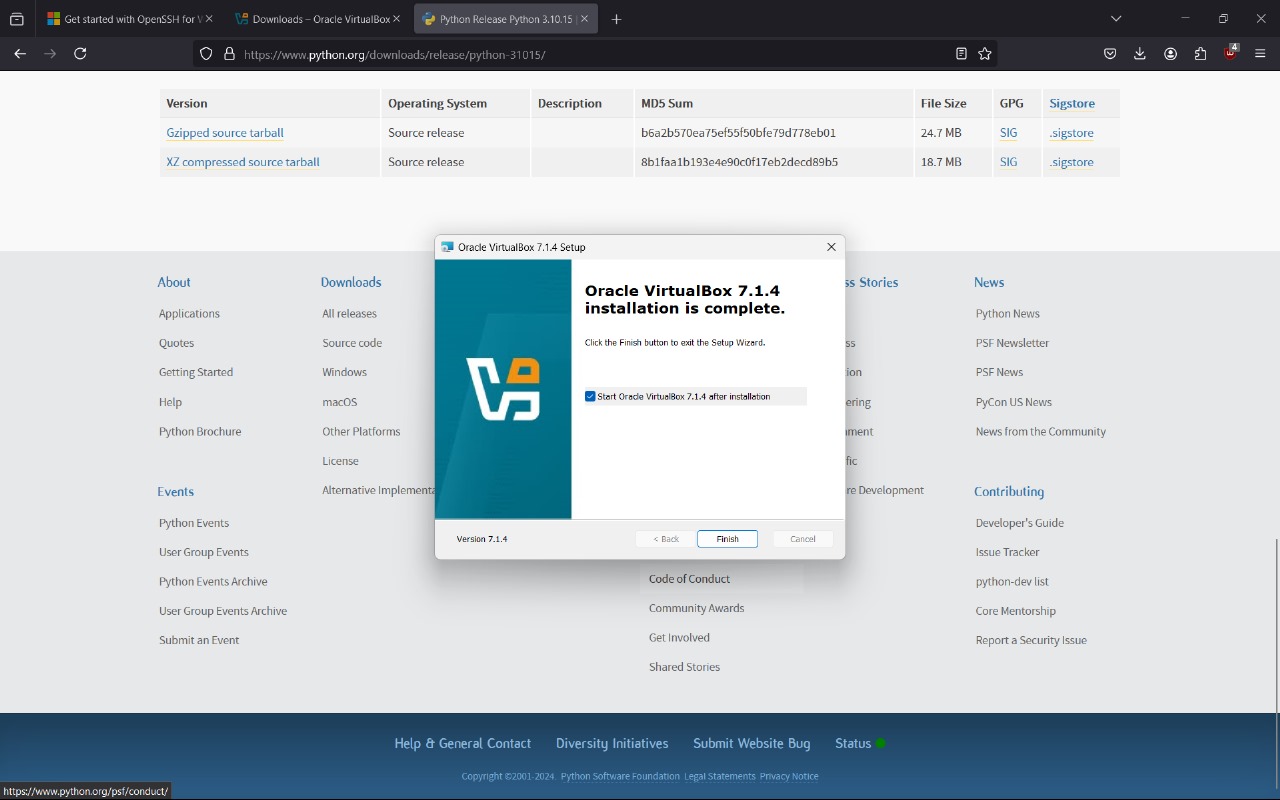 Get started with OpenSSH for W
Downloads – Oracle VirtualBox
Python Release Python 3.10.15 |
https://www.python.org/downloads/release/python-31015/
4
Version Operating System Description MD5 Sum File Size GPG Sigstore
Gzipped source tarball Source release b6a2b570ea75ef55f50bfe79d778eb01 24.7 MB SIG .sigstore
XZ compressed source tarball Source release 8b1faa1b193e4e90c0f17eb2decd89b5 18.7 MB SIG .sigstore
Oracle VirtualBox 7.1.4 Setup
Oracle VirtualBox 7.1.4
installation is complete.
Click the Finish button to exit the Setup Wizard.
Start Oracle VirtualBox 7.1.4 after installation
Version 7.1.4
< Back
Finish
Cancel
About
Applications
Quotes
Getting Started
Help
Python Brochure
Events
Python Events
User Group Events
Python Events Archive
User Group Events Archive
Submit an Event
Downloads
All releases
Source code
Windows
macOS
Other Platforms
License
Alternative Implementa
Code of Conduct
Community Awards
Get Involved
Shared Stories
ss Stories
ss
ion
ering
nment
fic
re Development
News
Python News
PSF Newsletter
PSF News
PyCon US News
News from the Community
Contributing
Developer's Guide
Issue Tracker
python-dev list
Core Mentorship
Report a Security Issue
Help & General Contact Diversity Initiatives Submit Website Bug Status
Copyright ©2001-2024. Python Software Foundation Legal Statements Privacy Notice
https://www.python.org/psf/conduct/